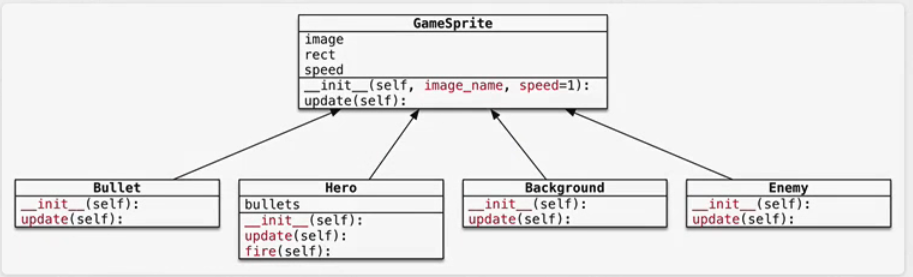 GameSprite
image
rect
speed
__init__(self, image_name, speed=1):
update(self):
Bullet
__init__(self):
update(self):
Hero
bullets
__init__(self):
update(self):
fire(self):
Background
__init__(self):
update(self):
Enemy
__init__(self):
update(self):